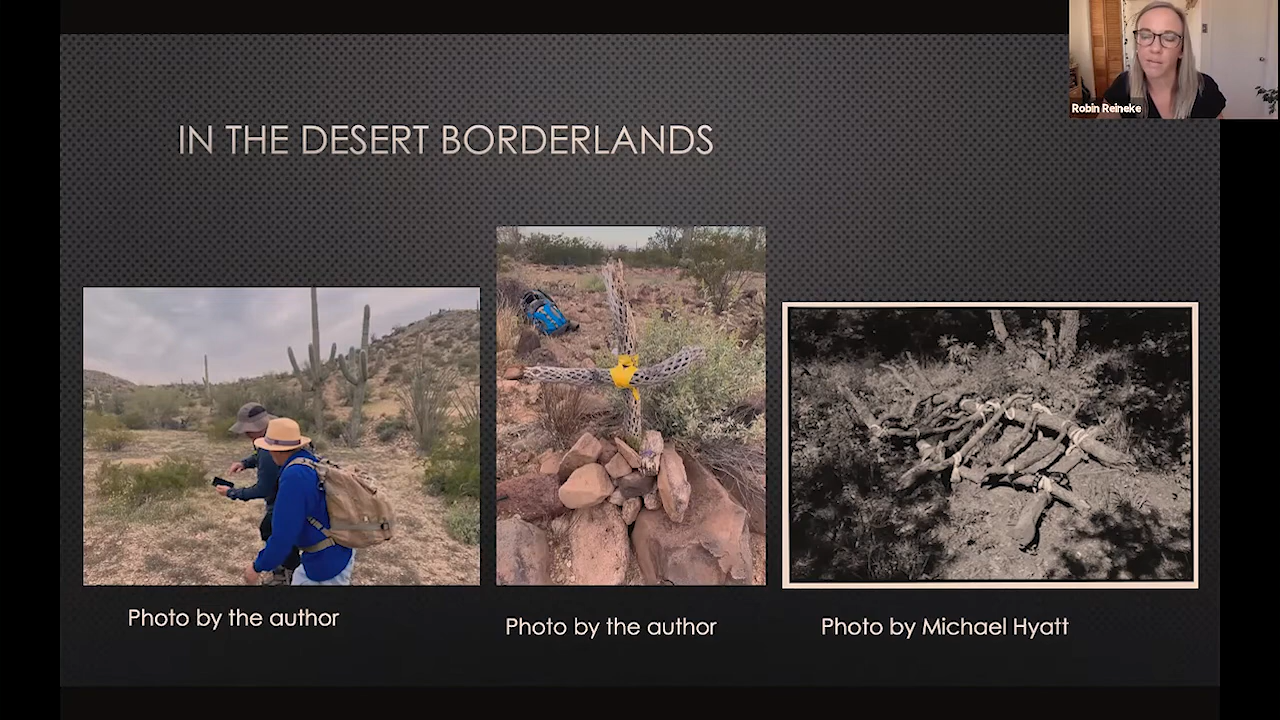 Robin Reineke
IN THE DESERT BORDERLANDS
Photo by the author
Photo by the author
Photo by Michael Hyatt